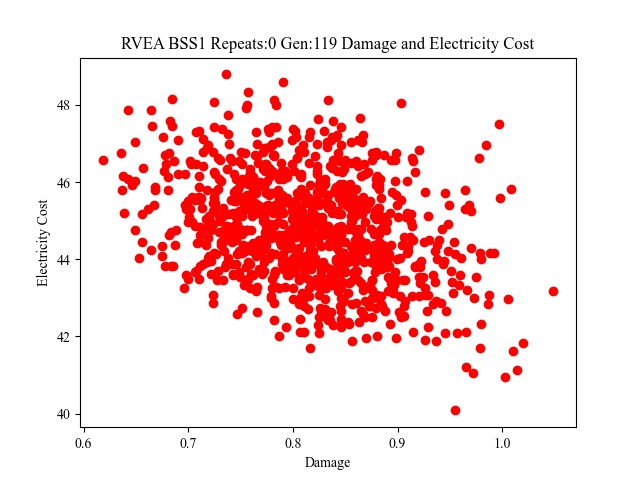 RVEA BSS1 Repeats:0 Gen:119 Damage and Electricity Cost
48
46
44
42
40
Electricity Cost
0.6 0.7 0.8 0.9 1.0
Damage